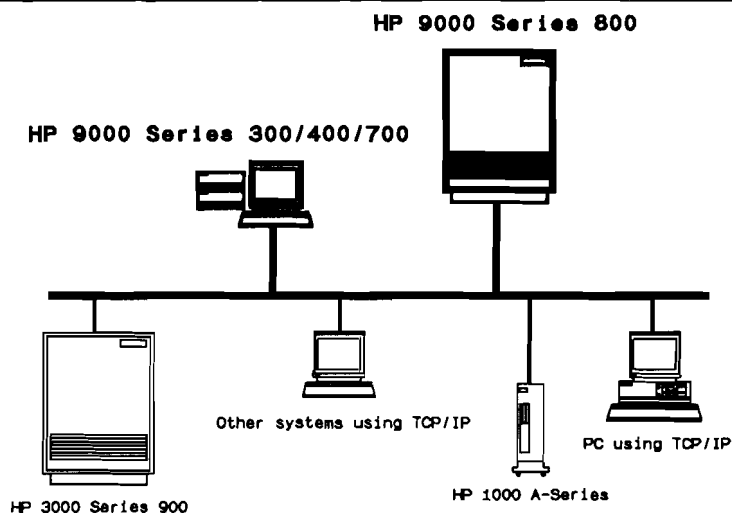 HP 9000 Series 800
HP 9000 Series 300/400/700
Other systems using TCP/IP
PC using TCP/IP
HP 3000 Series 900
HP 1000 A-Series